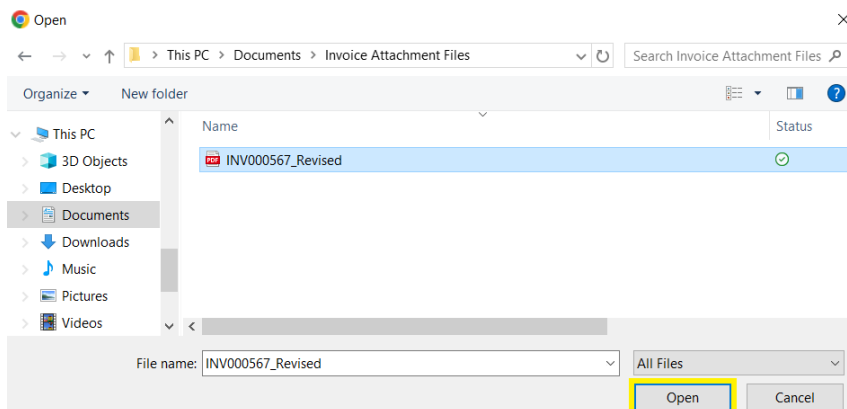 Open
This PC > Documents > Invoice Attachment Files
Search Invoice Attachment Files
Organize
New folder
?
Name
Status
This PC
3D Objects
Desktop
Documents
Downloads
Music
Pictures
Videos
PDF INV000567_Revised
File name: INV000567_Revised
All Files
Open
Cancel